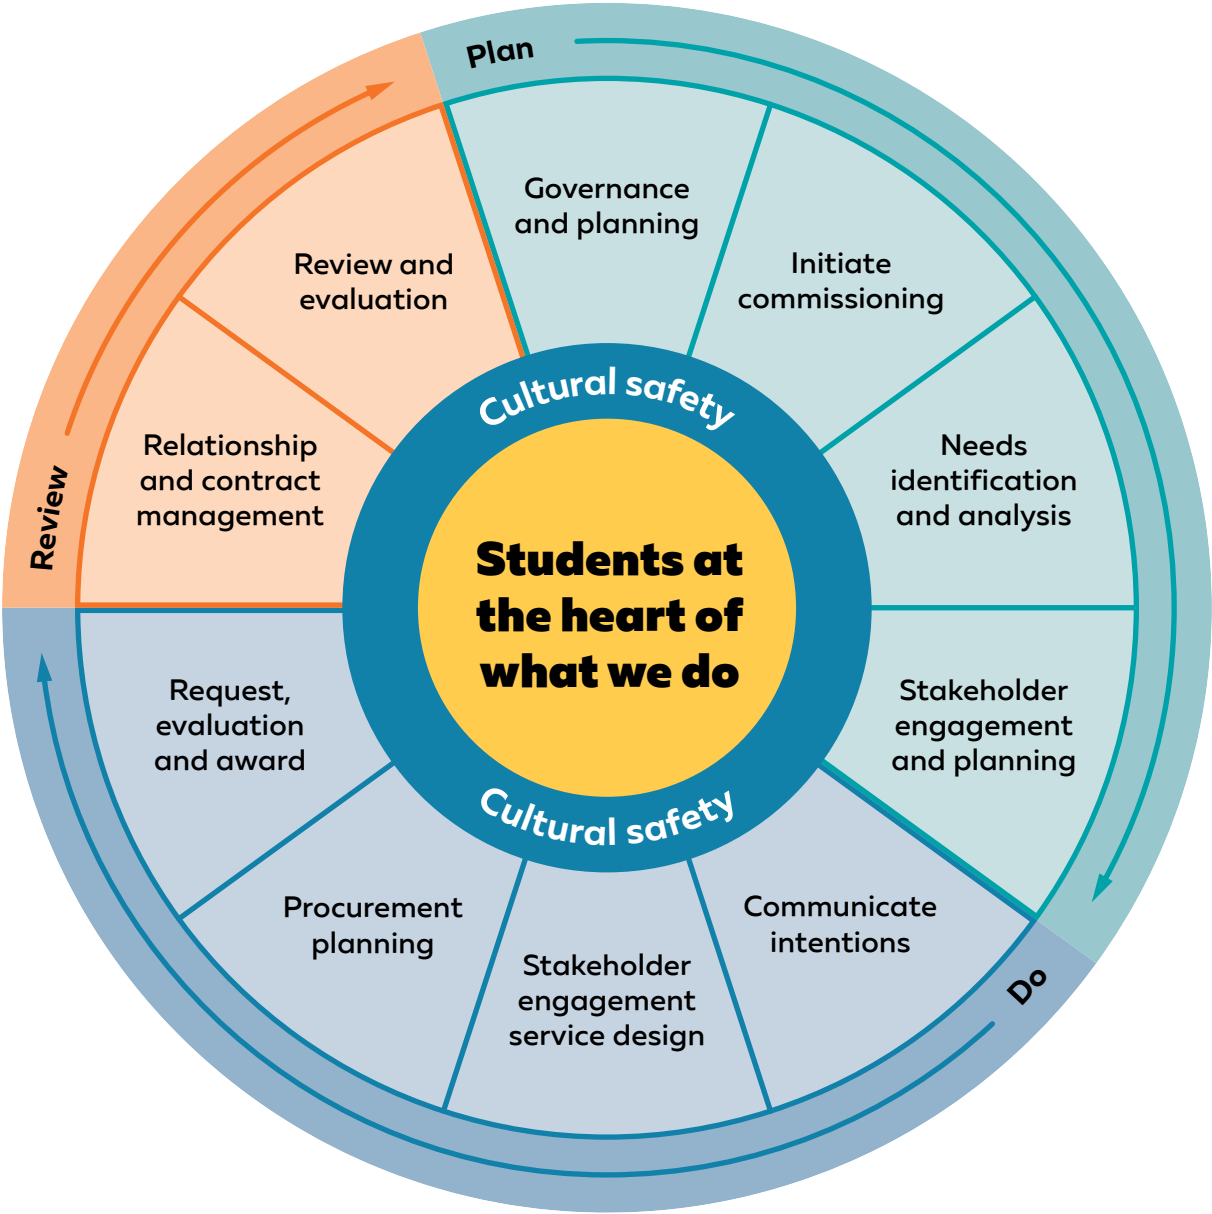 Plan
Governance
and planning
Initiate
commissioning
Needs
identification
and analysis
Stakeholder
engagement
and planning
Do
Communicate
intentions
Stakeholder
engagement
service design
Procurement
planning
Request,
evaluation
and award
Review
Relationship
and contract
management
Review and
evaluation
Cultural safety
Students at
the heart of
what we do
Cultural safety